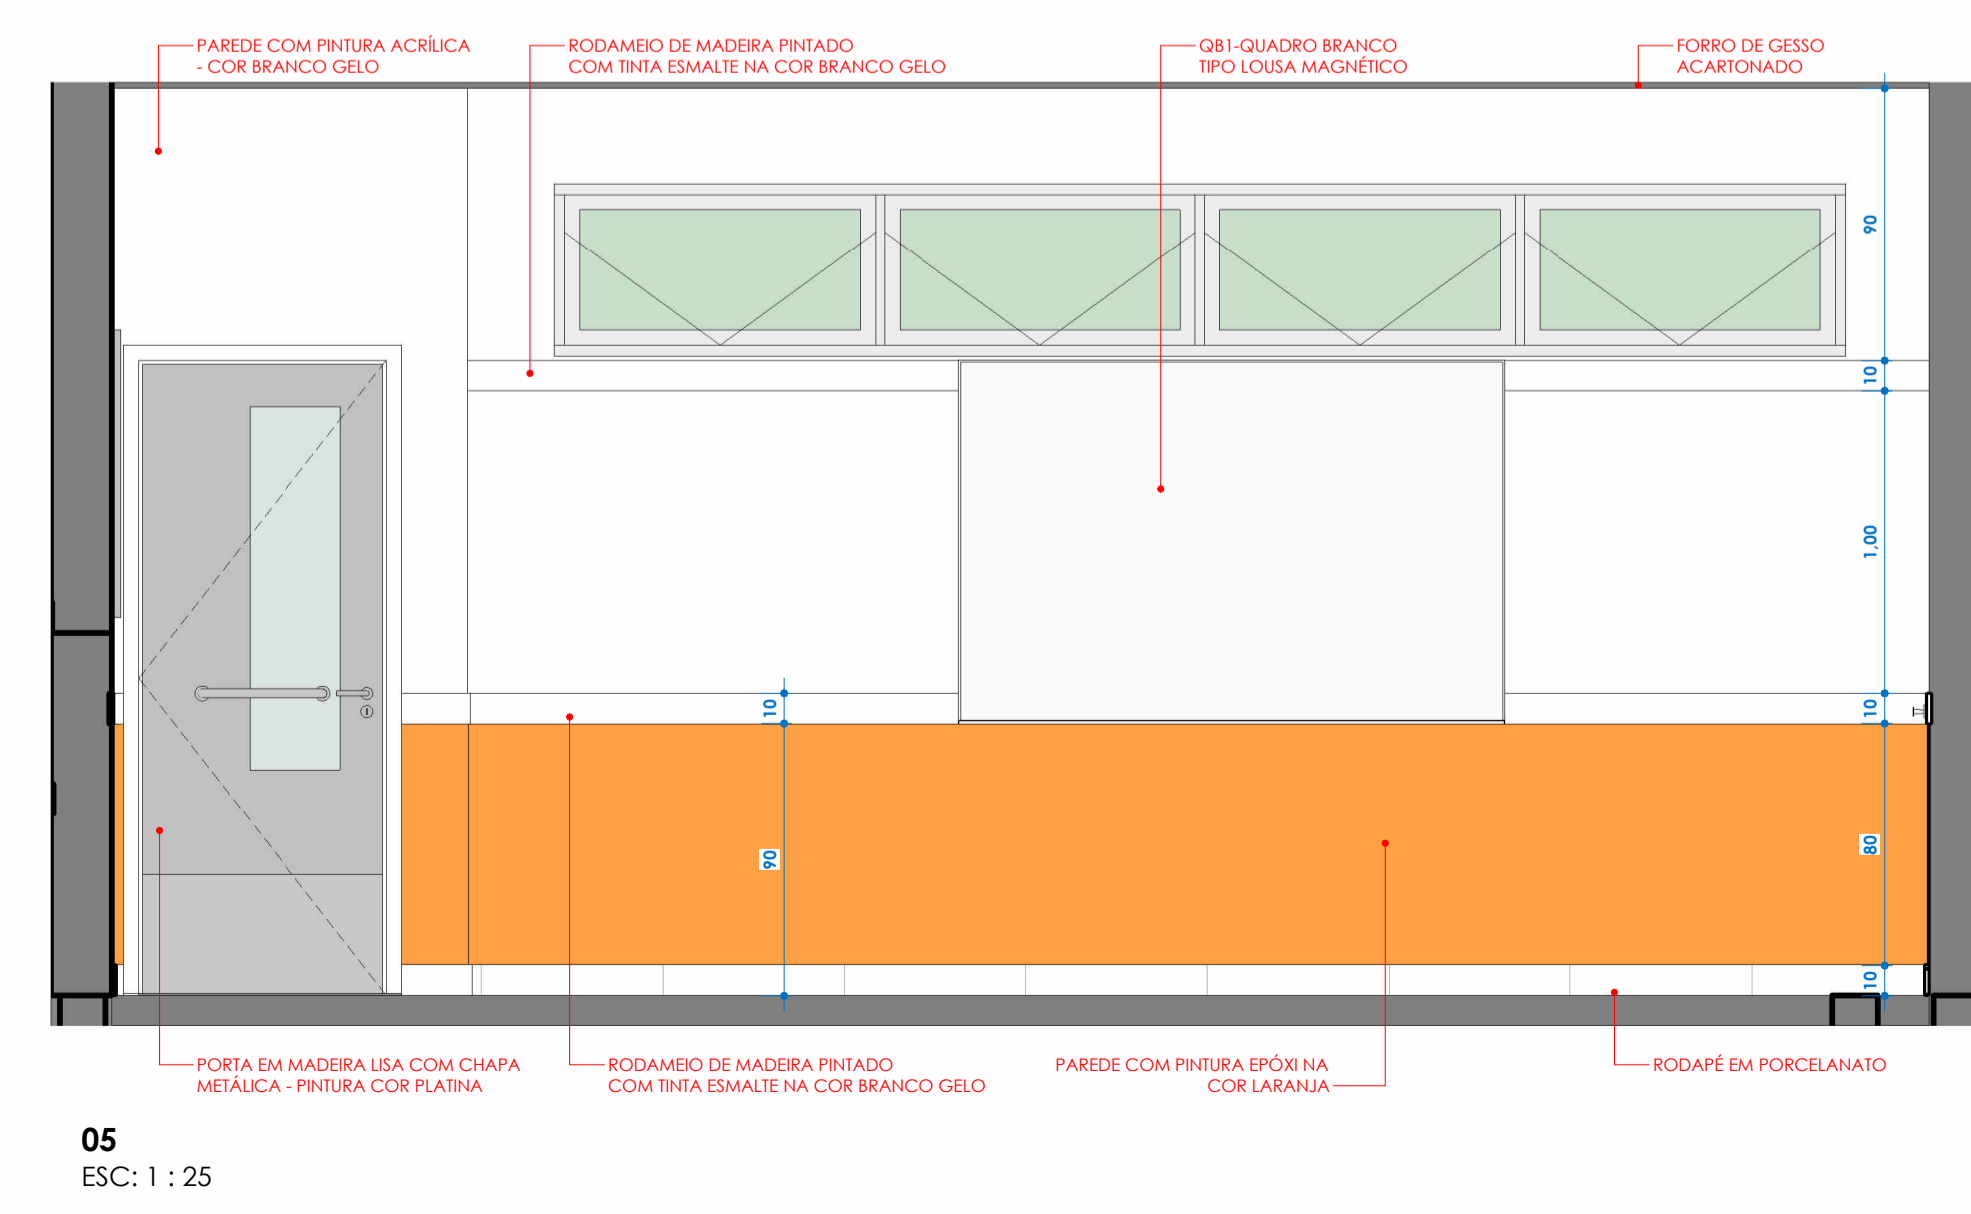 PAREDE COM PINTURA ACRÍLICA
- COR BRANCO GELO
RODAMEIO DE MADEIRA PINTADO
COM TINTA ESMALTE NA COR BRANCO GELO
QB1-QUADRO BRANCO
TIPO LOUSA MAGNÉTICO
FORRO DE GESSO
ACARTONADO
90
10
1,00
10
10
80
90
10
PORTA EM MADEIRA LISA COM CHAPA
METÁLICA - PINTURA COR PLATINA
RODAMEIO DE MADEIRA PINTADO
COM TINTA ESMALTE NA COR BRANCO GELO
PAREDE COM PINTURA EPÓXI NA
COR LARANJA
RODAPÉ EM PORCELANATO
05
ESC: 1 : 25